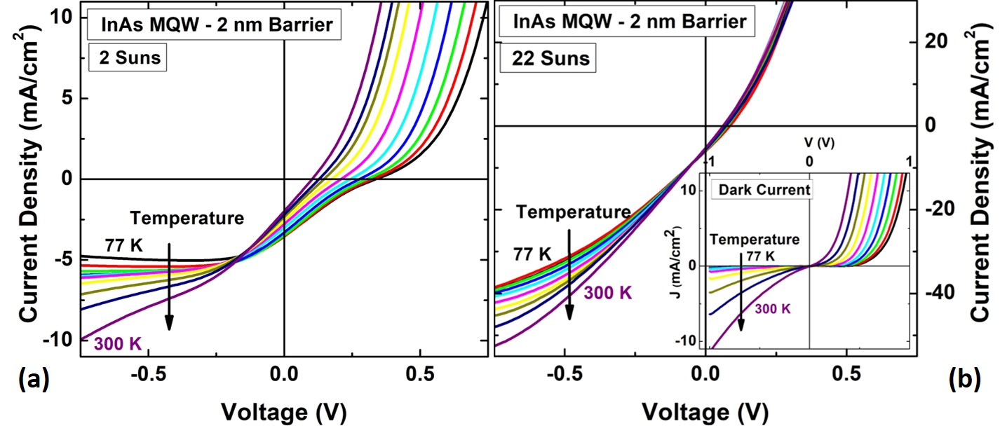 InAs MQW - 2 nm Barrier
2 Suns
10
5
0
-5
-10
Current Density (mA/cm²)
Temperature
77 K
300 K
-0.5
0.0
0.5
Voltage (V)
(a)
InAs MQW - 2 nm Barrier
22 Suns
20
0
-20
-40
Current Density (mA/cm²)
Temperature
77 K
300 K
V (V)
-1
0
1
Dark Current
10
0
-10
J (mA/cm²)
Temperature
77 K
300 K
-0.5
0.0
0.5
Voltage (V)
(b)